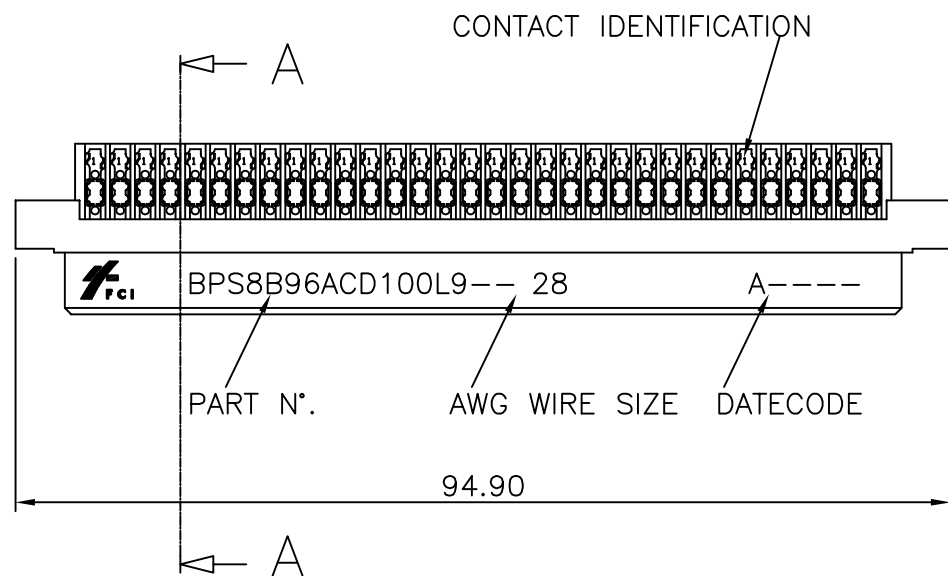 CONTACT IDENTIFICATION
A
FCI
BPS8B96ACD100L9-- 28 A----
PART N°. AWG WIRE SIZE DATECODE
94.90
A